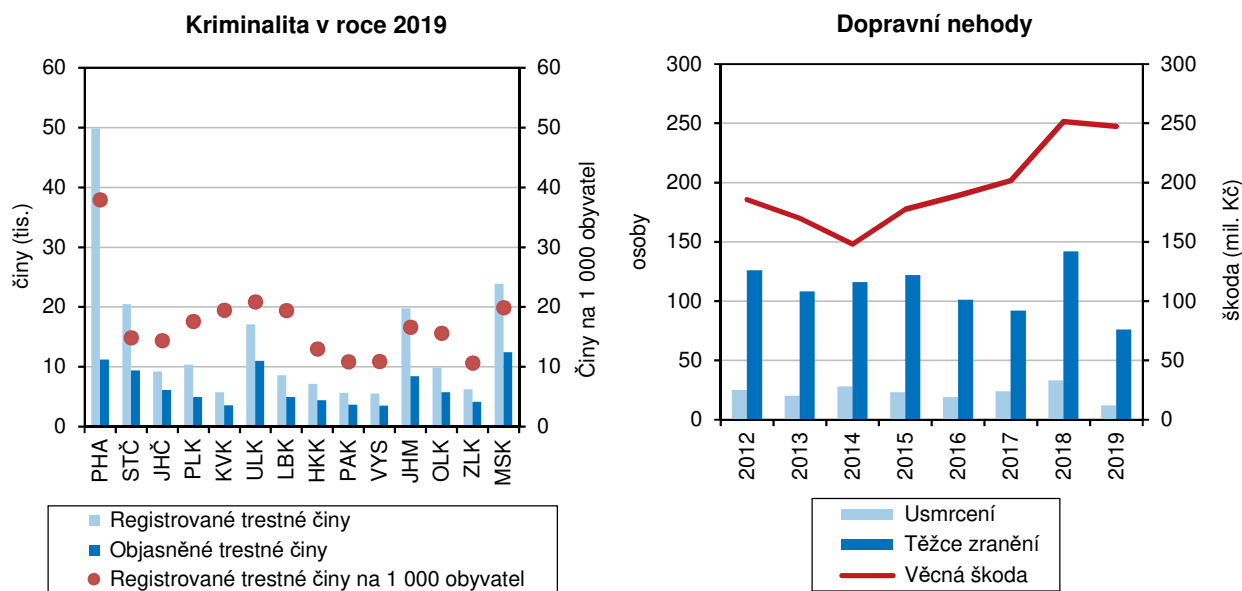 Kriminalita v roce 2019
60
50
40
30
20
10
0
činy (tis.)
60
50
40
30
20
10
0
Činy na 1 000 obyvatel
PHA
STČ
JHČ
PLK
KVK
ULK
LBK
HKK
PAK
VYS
JHM
OLK
ZLK
MSK
Registrované trestné činy
Objasněné trestné činy
Registrované trestné činy na 1 000 obyvatel
Dopravní nehody
300
250
200
150
100
50
0
osoby
300
250
200
150
100
50
0
škoda (mil. Kč)
2012
2013
2014
2015
2016
2017
2018
2019
Usmrcení
Těžce zranění
Věcná škoda